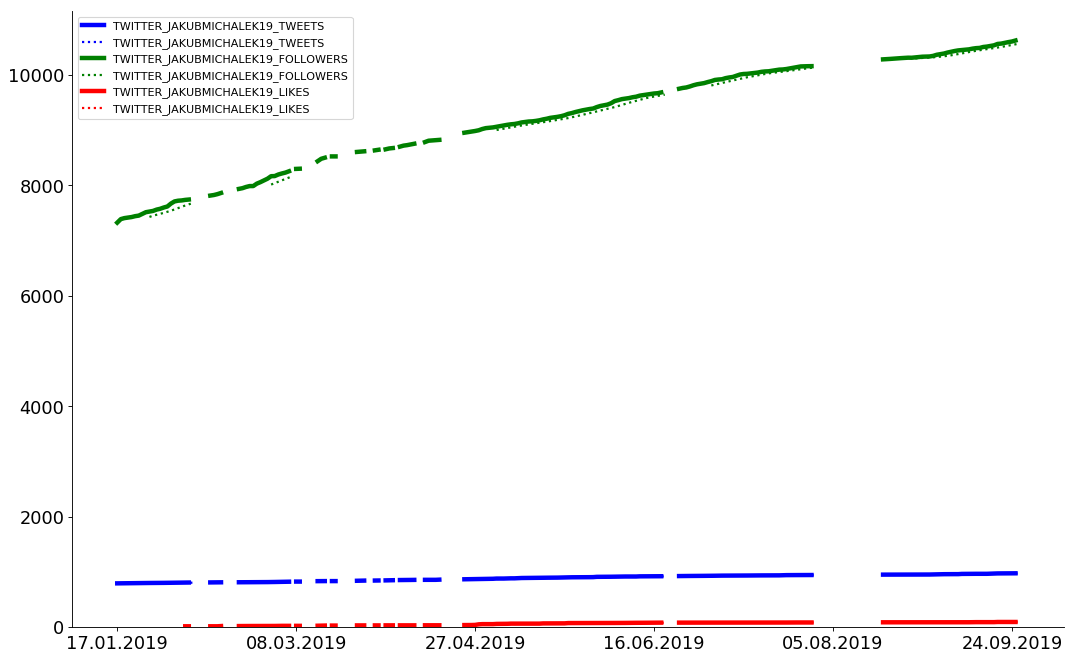 TWITTER_JAKUBMICHALEK19_TWEETS
TWITTER_JAKUBMICHALEK19_TWEETS
TWITTER_JAKUBMICHALEK19_FOLLOWERS
TWITTER_JAKUBMICHALEK19_FOLLOWERS
TWITTER_JAKUBMICHALEK19_LIKES
TWITTER_JAKUBMICHALEK19_LIKES
10000
8000
6000
4000
2000
0
17.01.2019 08.03.2019 27.04.2019 16.06.2019 05.08.2019 24.09.2019